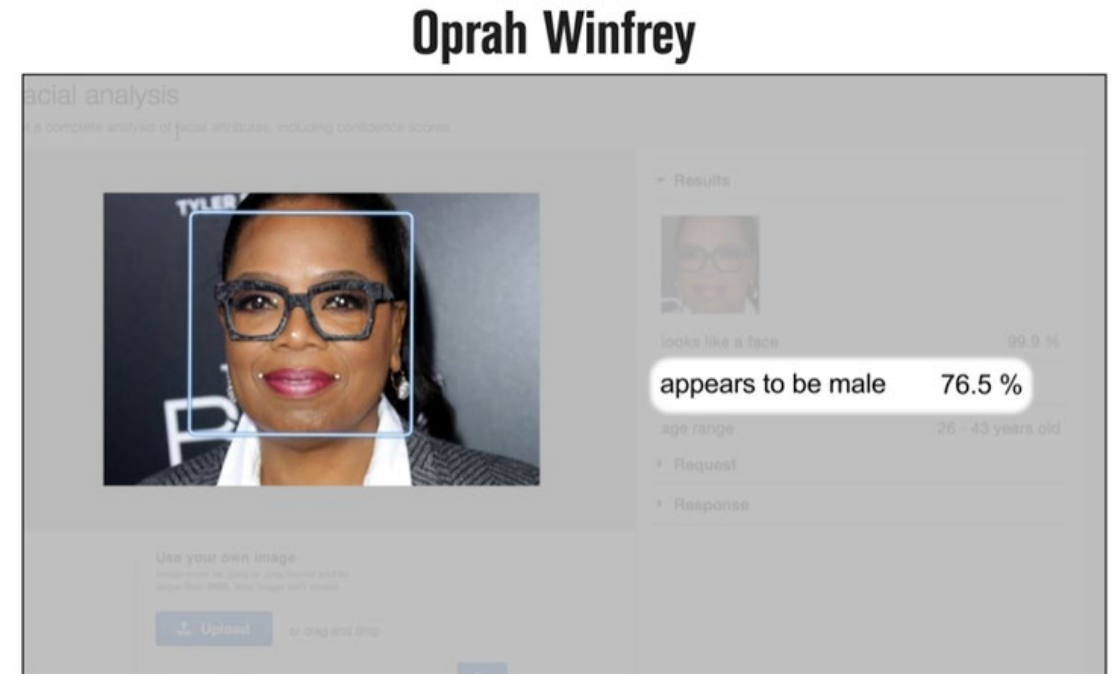 Oprah Winfrey
acial analysis
a complete analysis of facial attributes, including confidence scores.
TYLER
Results
looks like a face 99.9 %
appears to be male 76.5 %
age range 26 - 43 years old
Request
Response
Use your own image
Upload or drag and drop